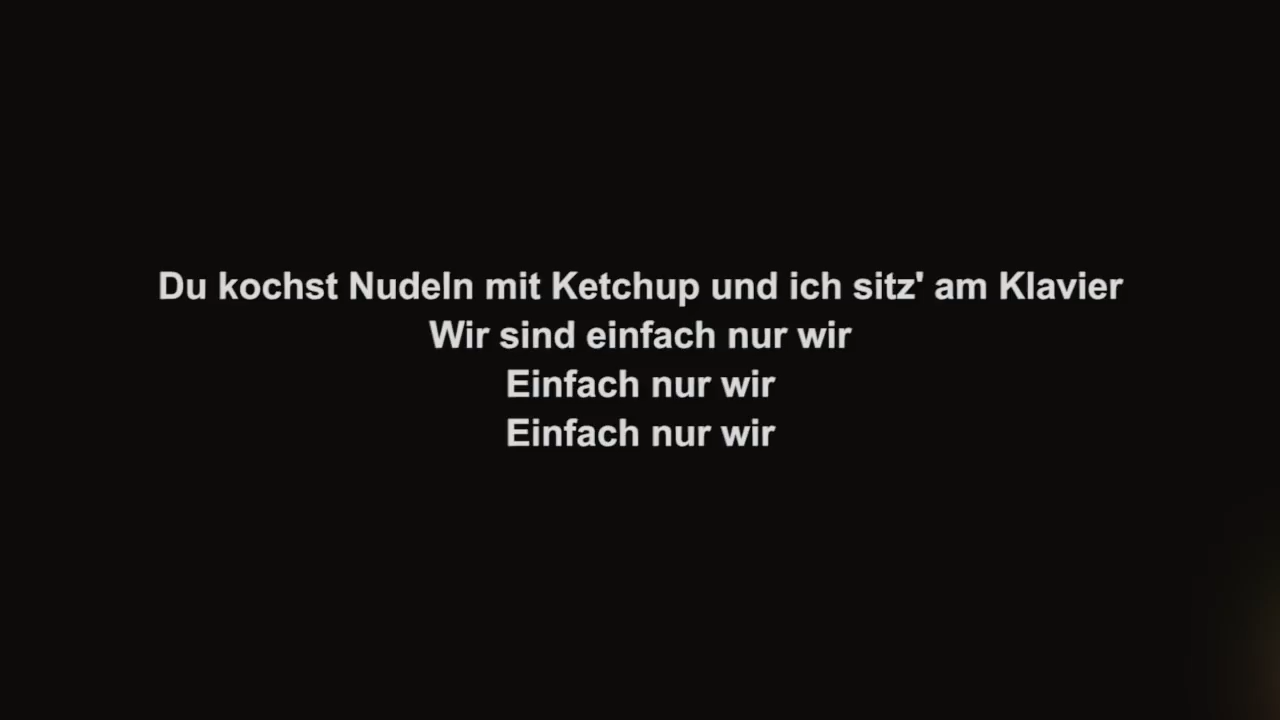 Du kochst Nudeln mit Ketchup und ich sitz' am Klavier
Wir sind einfach nur wir
Einfach nur wir
Einfach nur wir